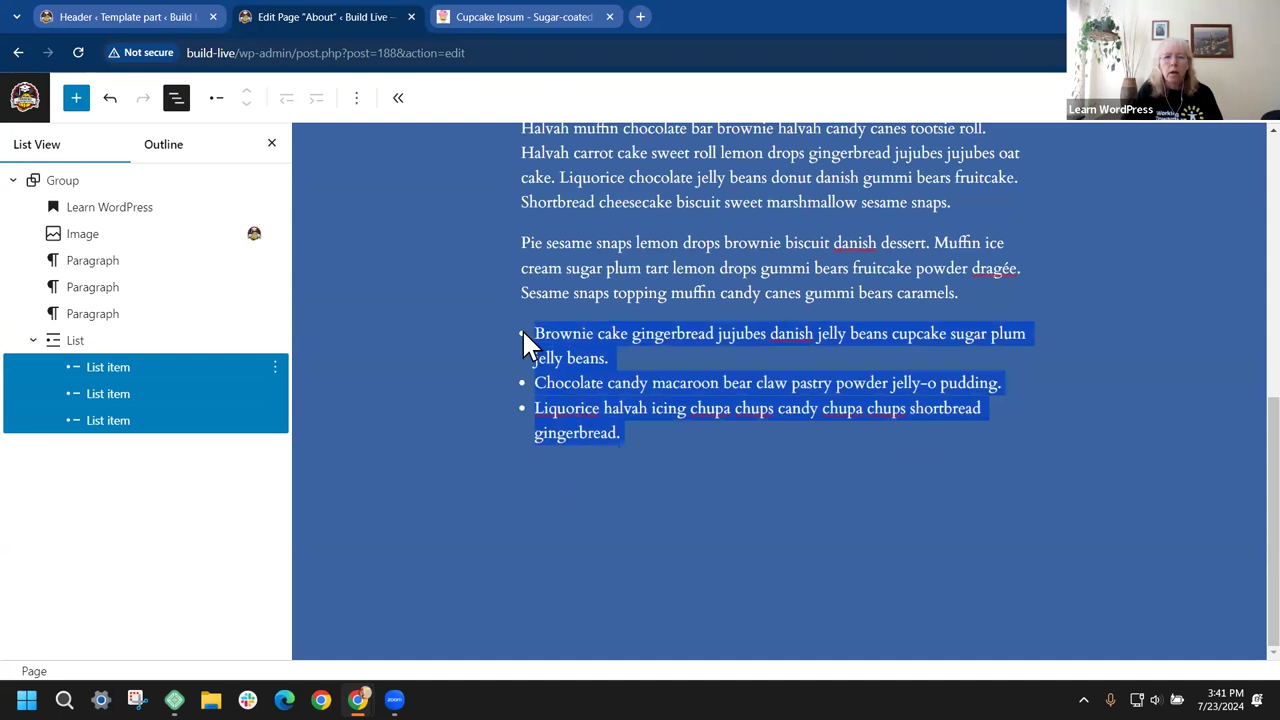 Header ‹ Template part ‹ Build L
Edit Page “About” ‹ Build Live —
Cupcake Ipsum - Sugar-coated
Not secure
build-live/wp-admin/post.php?post=188&action=edit
Learn WordPress
List View
Outline
Group
Learn WordPress
Image
Paragraph
Paragraph
Paragraph
List
List item
List item
List item
Halvah muffin chocolate bar brownie halvah candy canes tootsie roll.
Halvah carrot cake sweet roll lemon drops gingerbread jujubes jujubes oat
cake. Liquorice chocolate jelly beans donut danish gummi bears fruitcake.
Shortbread cheesecake biscuit sweet marshmallow sesame snaps.
Pie sesame snaps lemon drops brownie biscuit danish dessert. Muffin ice
cream sugar plum tart lemon drops gummi bears fruitcake powder dragée.
Sesame snaps topping muffin candy canes gummi bears caramels.
• Brownie cake gingerbread jujubes danish jelly beans cupcake sugar plum
jelly beans.
• Chocolate candy macaroon bear claw pastry powder jelly-o pudding.
• Liquorice halvah icing chupa chups candy chupa chups shortbread
gingerbread.
Page
zoom
3:41 PM
7/23/2024